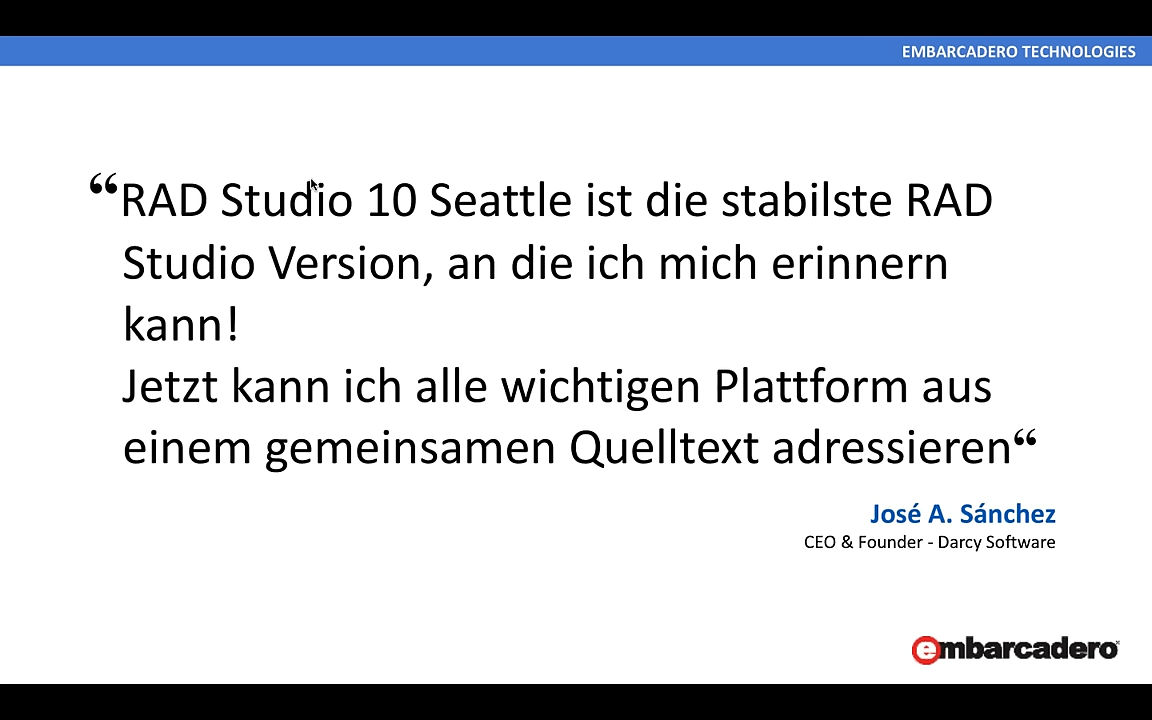 EMBARCADERO TECHNOLOGIES
“RAD Studio 10 Seattle ist die stabilste RAD
Studio Version, an die ich mich erinnern
kann!
Jetzt kann ich alle wichtigen Plattform aus
einem gemeinsamen Quelltext adressieren“
José A. Sánchez
CEO & Founder - Darcy Software
embarcadero